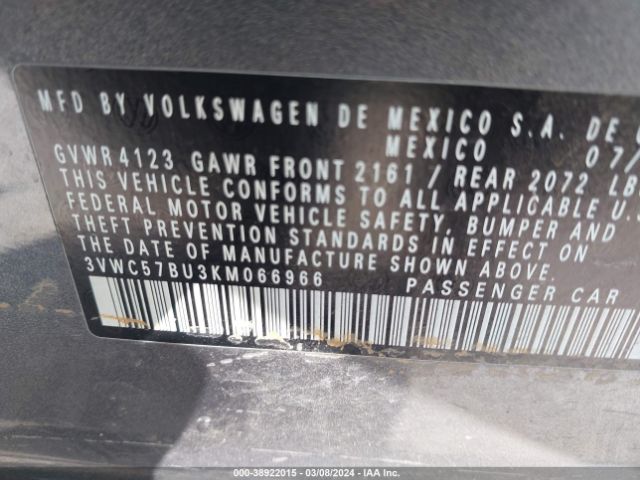 MFD BY VOLKSWAGEN DE MEXICO S.A. DE
MEXICO 07/
GVWR 4123 GAWR FRONT 2161 / REAR 2072 LB
THIS VEHICLE CONFORMS TO ALL APPLICABLE U.
FEDERAL MOTOR VEHICLE SAFETY, BUMPER AND
THEFT PREVENTION STANDARDS IN EFFECT ON
THE DATE OF MANUFACTURE SHOWN ABOVE.
3VWC57BU3KM066966 PASSENGER CAR
000-38922015 - 03/08/2024 - IAA Inc.